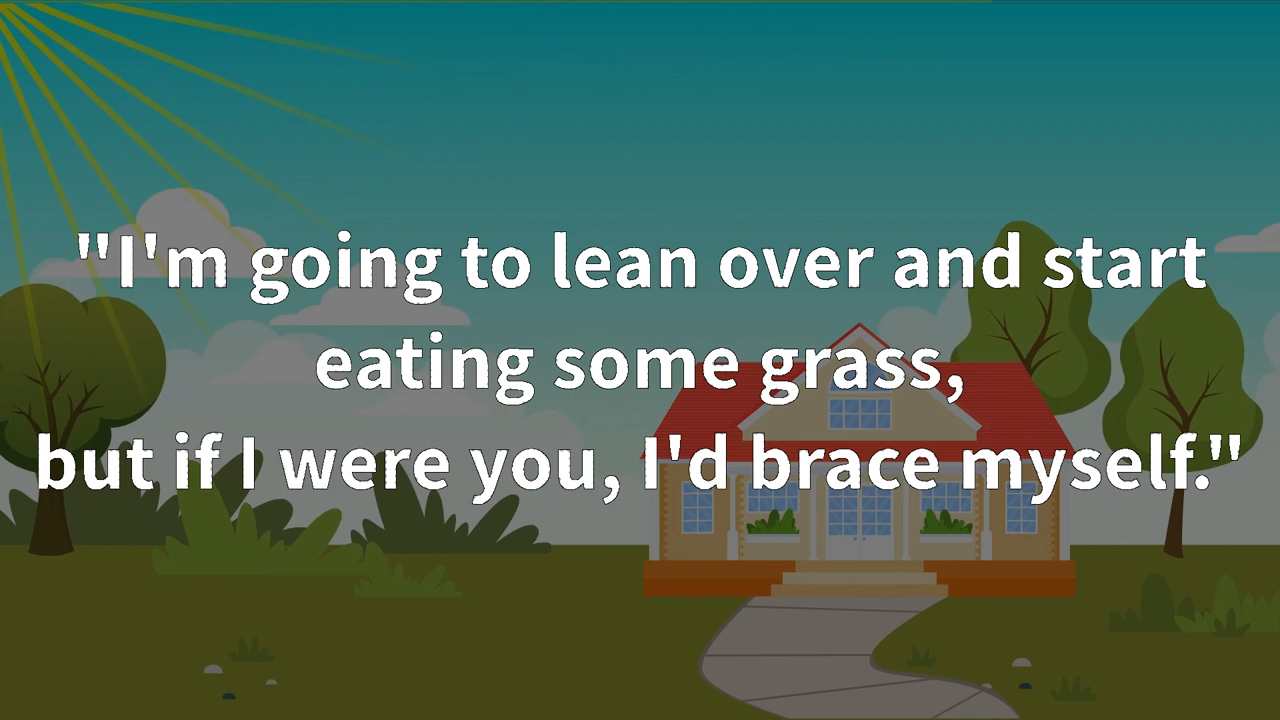 "I'm going to lean over and start
eating some grass,
but if I were you, I'd brace myself."